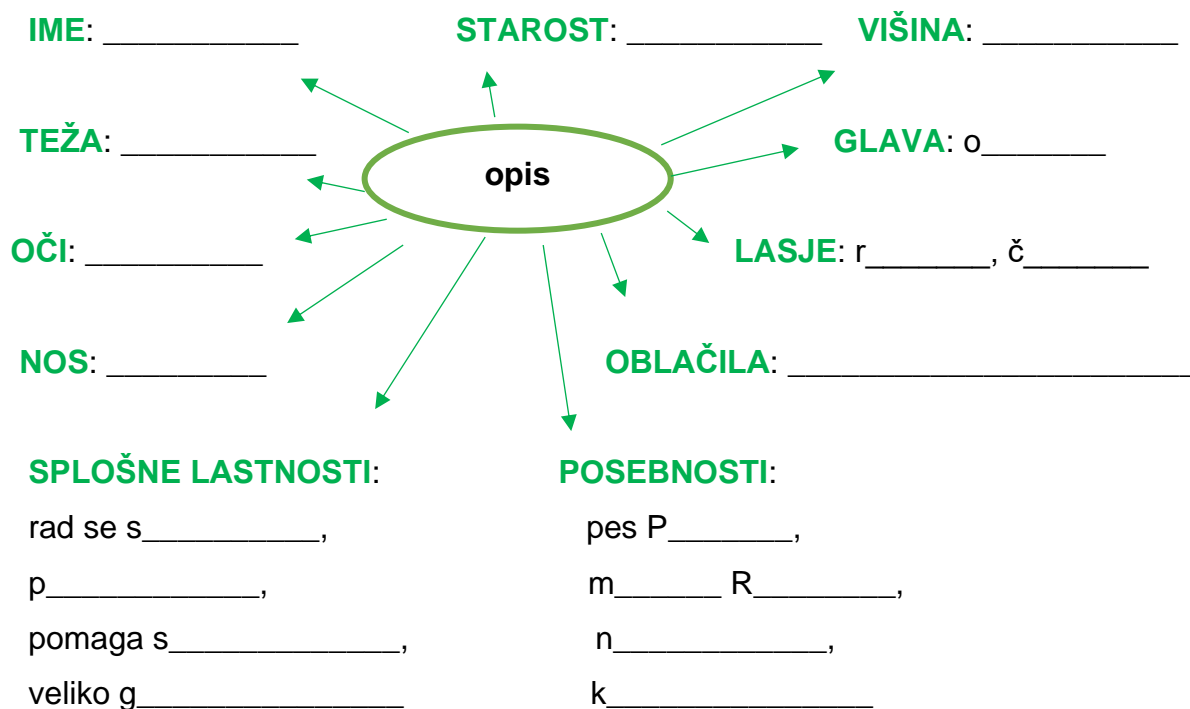 IME: ___________ STAROST: ___________ VIŠINA: ___________
TEŽA: ___________ GLAVA: o_______
opis
OČI: __________ LASJE: r_______, č_______
NOS: _________ OBLAČILA: _______________________
SPLOŠNE LASTNOSTI: POSEBNOSTI:
rad se s__________, pes P_______,
p____________, m______ R________,
pomaga s_____________, n____________,
veliko g_______________ k_______________